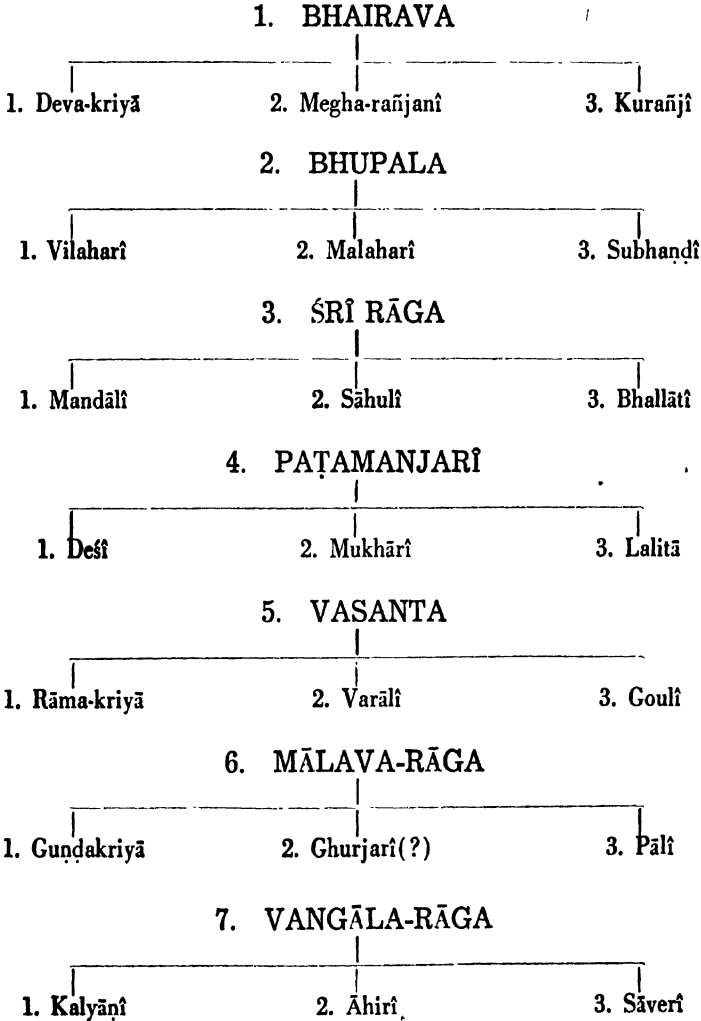 1. BHAIRAVA
1. Deva-kriyā 2. Megha-rañjanî 3. Kurañjî
2. BHUPALA
1. Vilaharî 2. Malaharî 3. Subhaṇḍî
3. ŚRÎ RĀGA
1. Mandālî 2. Sāhulî 3. Bhallātî
4. PAṬAMANJARÎ
1. Deśî 2. Mukhārî 3. Lalitā
5. VASANTA
1. Rāma-kriyā 2. Varālî 3. Goulî
6. MĀLAVA-RĀGA
1. Guṇḍakriyā 2. Ghurjarî(?) 3. Pālî
7. VANGĀLA-RĀGA
1. Kalyāṇî 2. Āhirî 3. Sāverî